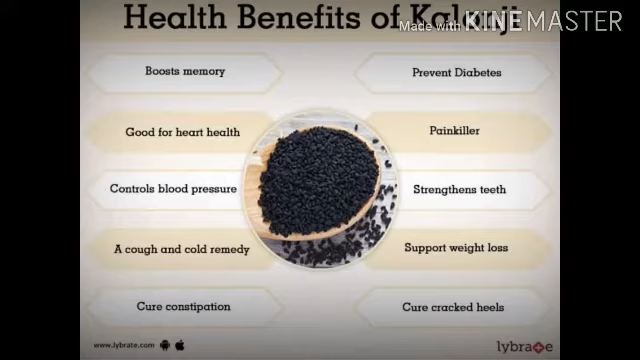 Health Benefits of Kalonji
Made with KINEMASTER
Boosts memory
Prevent Diabetes
Good for heart health
Painkiller
Controls blood pressure
Strengthens teeth
A cough and cold remedy
Support weight loss
Cure constipation
Cure cracked heels
www.lybrate.com
lybrate